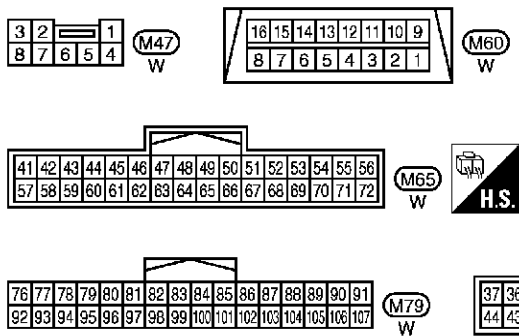 3 2 1
8 7 6 5 4
M47
W
16 15 14 13 12 11 10 9
8 7 6 5 4 3 2 1
M60
W
41 42 43 44 45 46 47 48 49 50 51 52 53 54 55 56
57 58 59 60 61 62 63 64 65 66 67 68 69 70 71 72
M65
W
H.S.
76 77 78 79 80 81 82 83 84 85 86 87 88 89 90 91
92 93 94 95 96 97 98 99 100 101 102 103 104 105 106 107
M79
W
37 36
44 43